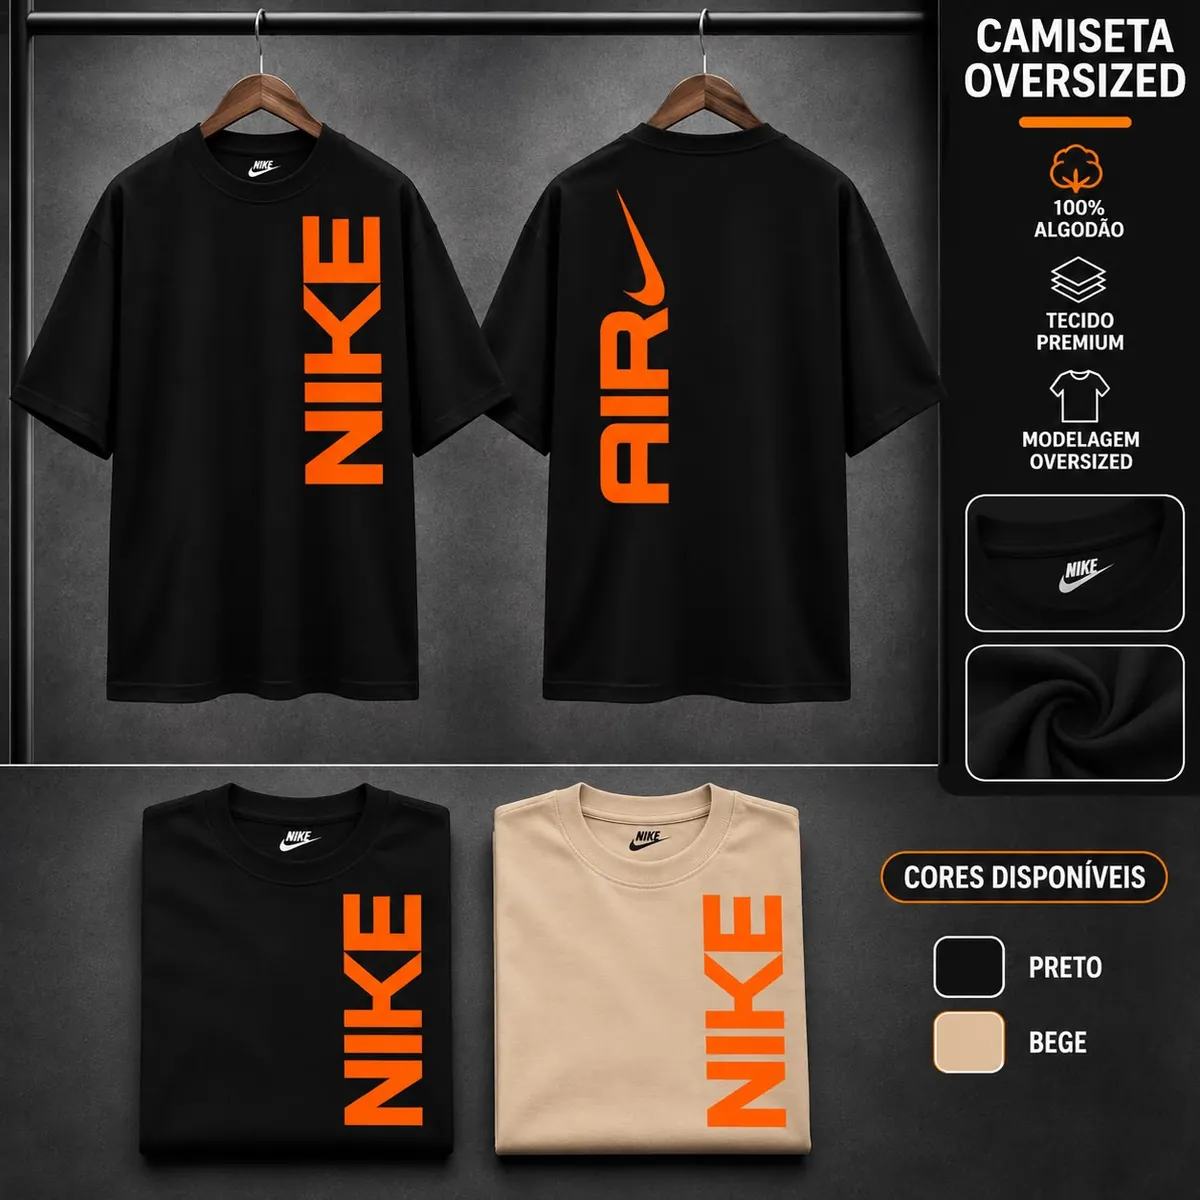 NIKE
NIKE
AIR
CAMISETA
OVERSIZED
100%
ALGODÃO
TECIDO
PREMIUM
MODELAGEM
OVERSIZED
NIKE
NIKE
NIKE
NIKE
NIKE
CORES DISPONÍVEIS
PRETO
BEGE